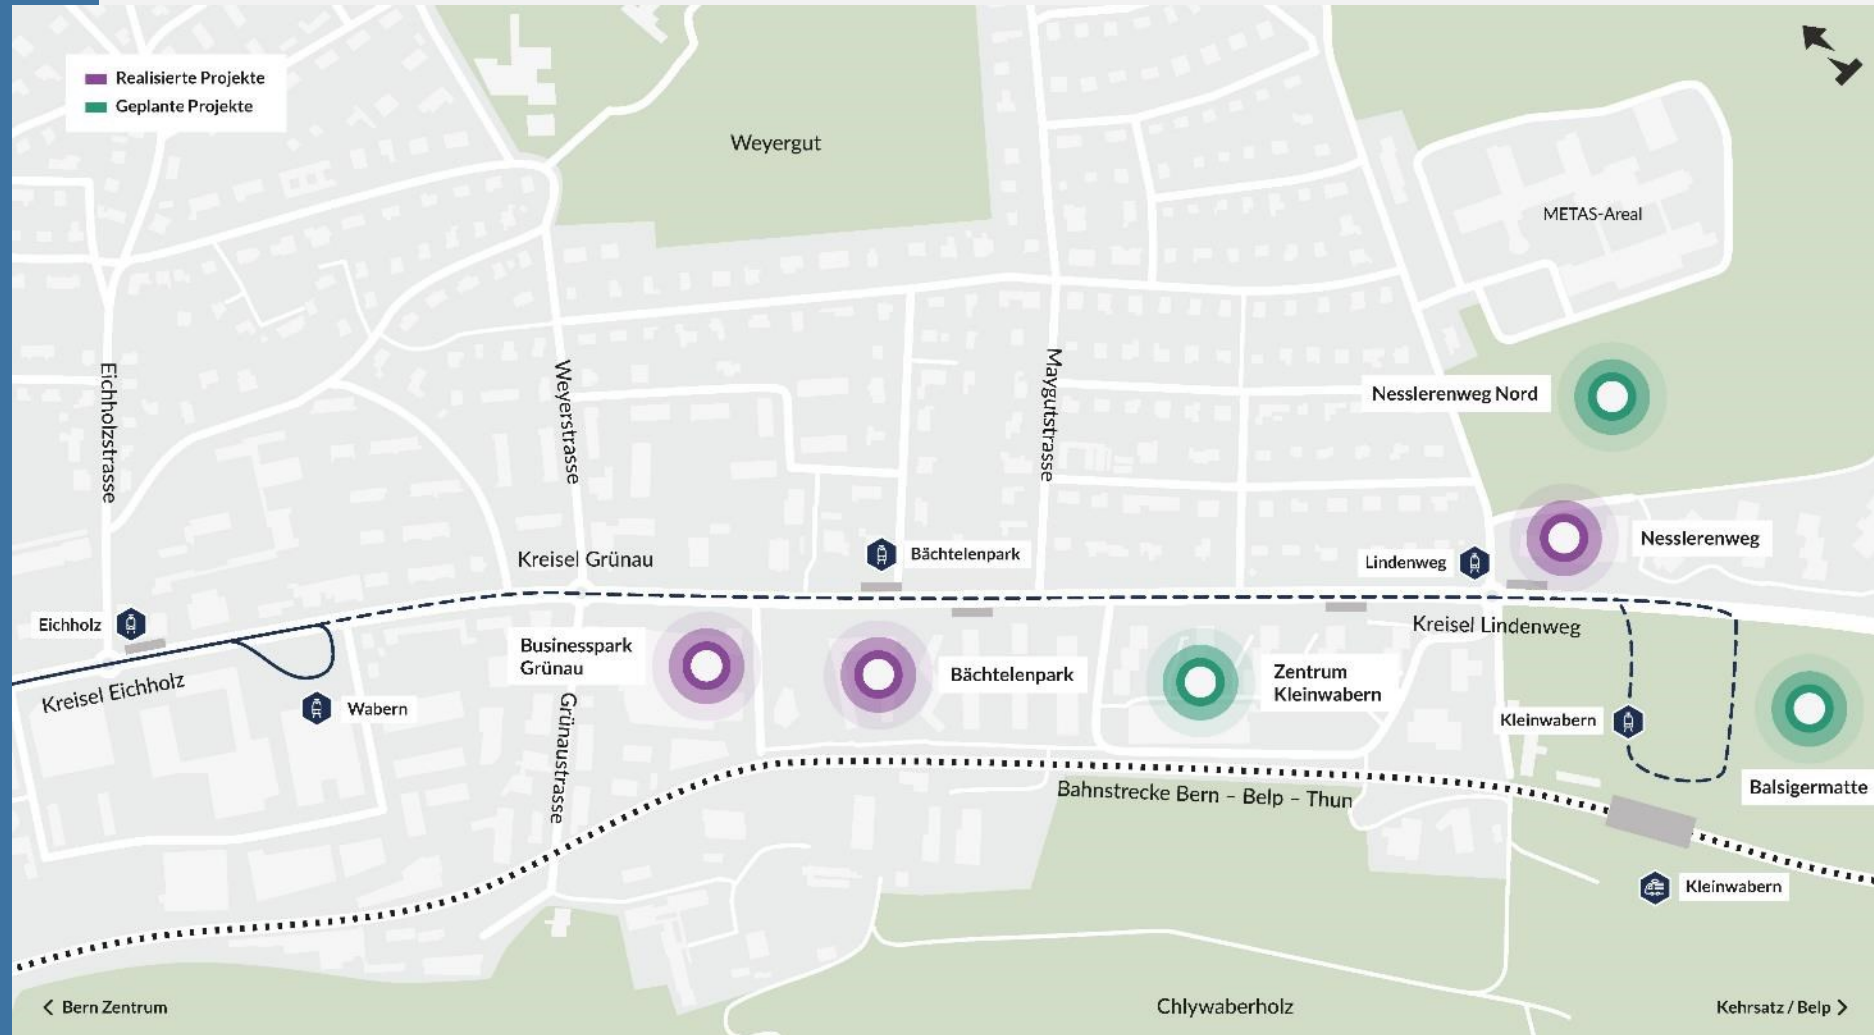 Realisierte Projekte
Geplante Projekte
Weyergut
METAS-Areal
Eichholzstrasse
Weyerstrasse
Maygutstrasse
Nesslerenweg Nord
Kreisel Grünau
Bächtelenpark
Lindenweg
Nesslerenweg
Eichholz
Kreisel Lindenweg
Businesspark
Grünau
Bächtelenpark
Zentrum
Kleinwabern
Kreisel Eichholz
Wabern
Grünaustrasse
Kleinwabern
Balsigermatte
Bahnstrecke Bern – Belp – Thun
Kleinwabern
< Bern Zentrum
Chlywaberholz
Kehrsatz / Belp >